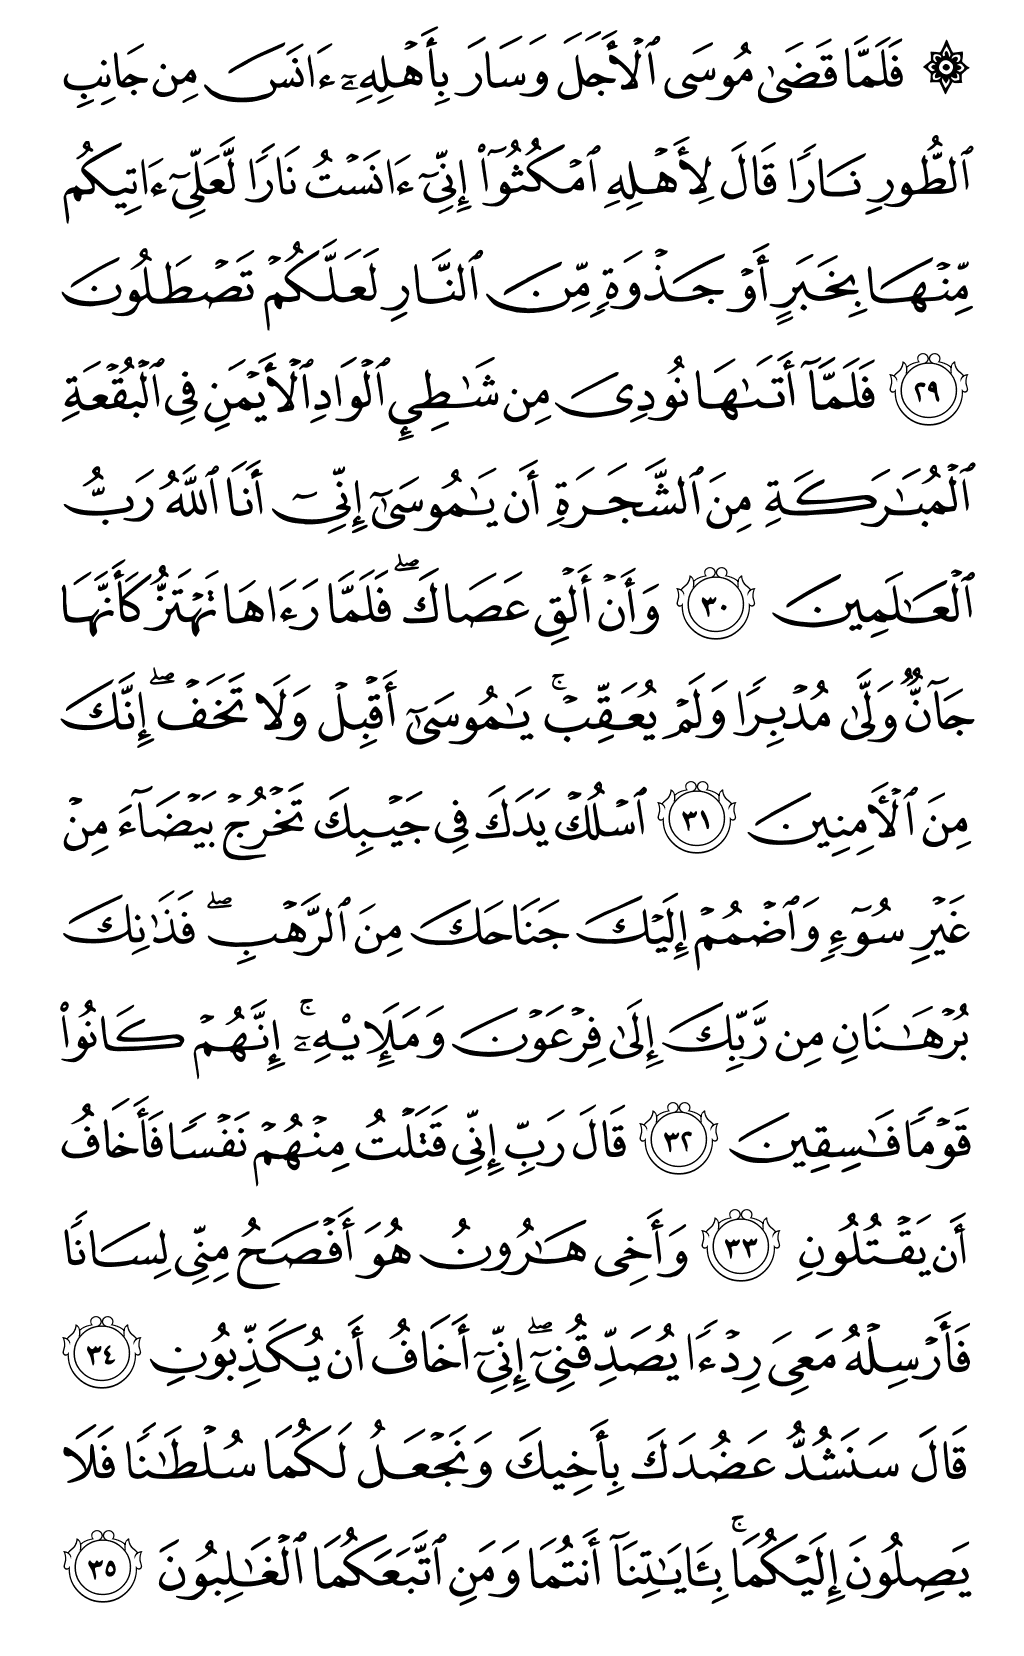 ۞ فَلَمَّا قَضَىٰ مُوسَى ٱلْأَجَلَ وَسَارَ بِأَهْلِهِۦٓ ءَانَسَ مِن جَانِبِ
ٱلطُّورِ نَارًا قَالَ لِأَهْلِهِ ٱمْكُثُوٓا۟ إِنِّىٓ ءَانَسْتُ نَارًا لَّعَلِّىٓ ءَاتِيكُم
مِّنْهَا بِخَبَرٍ أَوْ جَذْوَةٍ مِّنَ ٱلنَّارِ لَعَلَّكُمْ تَصْطَلُونَ
٢٩ فَلَمَّآ أَتَىٰهَا نُودِىَ مِن شَٰطِئِ ٱلْوَادِ ٱلْأَيْمَنِ فِى ٱلْبُقْعَةِ
ٱلْمُبَٰرَكَةِ مِنَ ٱلشَّجَرَةِ أَن يَٰمُوسَىٰٓ إِنِّىٓ أَنَا ٱللَّهُ رَبُّ
ٱلْعَٰلَمِينَ ٣٠ وَأَنْ أَلْقِ عَصَاكَ ۖ فَلَمَّا رَءَاهَا تَهْتَزُّ كَأَنَّهَا
جَآنٌّ وَلَّىٰ مُدْبِرًا وَلَمْ يُعَقِّبْ ۚ يَٰمُوسَىٰٓ أَقْبِلْ وَلَا تَخَفْ ۖ إِنَّكَ
مِنَ ٱلْءَامِنِينَ ٣١ ٱسْلُكْ يَدَكَ فِى جَيْبِكَ تَخْرُجْ بَيْضَآءَ مِنْ
غَيْرِ سُوٓءٍ وَٱضْمُمْ إِلَيْكَ جَنَاحَكَ مِنَ ٱلرَّهْبِ ۖ فَذَٰنِكَ
بُرْهَٰنَانِ مِن رَّبِّكَ إِلَىٰ فِرْعَوْنَ وَمَلَإِي۟هِۦٓ ۚ إِنَّهُمْ كَانُوا۟
قَوْمًا فَٰسِقِينَ ٣٢ قَالَ رَبِّ إِنِّى قَتَلْتُ مِنْهُمْ نَفْسًا فَأَخَافُ
أَن يَقْتُلُونِ ٣٣ وَأَخِى هَٰرُونُ هُوَ أَفْصَحُ مِنِّى لِسَانًا
فَأَرْسِلْهُ مَعِىَ رِدْءًا يُصَدِّقُنِىٓ ۖ إِنِّىٓ أَخَافُ أَن يُكَذِّبُونِ ٣٤
قَالَ سَنَشُدُّ عَضُدَكَ بِأَخِيكَ وَنَجْعَلُ لَكُمَا سُلْطَٰنًا فَلَا
يَصِلُونَ إِلَيْكُمَا ۚ بِـَٔايَٰتِنَآ أَنتُمَا وَمَنِ ٱتَّبَعَكُمَا ٱلْغَٰلِبُونَ ٣٥